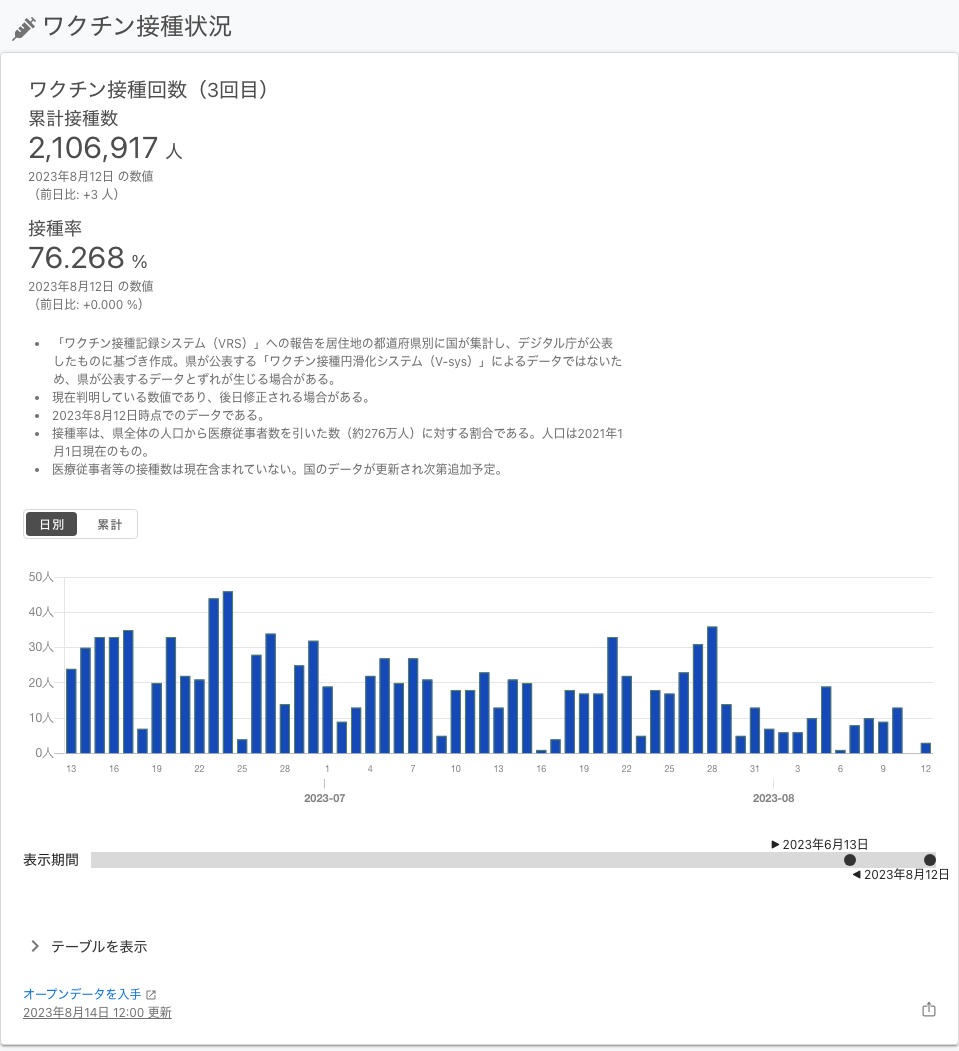 ワクチン接種状況
ワクチン接種回数（3回目）
累計接種数
2,106,917 人
2023年8月12日 の数値
（前日比: +3 人）
接種率
76.268 %
2023年8月12日 の数値
（前日比: +0.000 %）
• 「ワクチン接種記録システム（VRS）」への報告を居住地の都道府県別に国が集計し、デジタル庁が公表
したものに基づき作成。県が公表する「ワクチン接種円滑化システム（V-sys）」によるデータではないた
め、県が公表するデータとずれが生じる場合がある。
• 現在判明している数値であり、後日修正される場合がある。
• 2023年8月12日時点でのデータである。
• 接種率は、県全体の人口から医療従事者数を引いた数（約276万人）に対する割合である。人口は2021年1
月1日現在のもの。
• 医療従事者等の接種数は現在含まれていない。国のデータが更新され次第追加予定。
日別 累計
50人
40人
30人
20人
10人
0人
13 16 19 22 25 28 1 4 7 10 13 16 19 22 25 28 31 3 6 9 12
2023-07 2023-08
▶ 2023年6月13日
表示期間
◀ 2023年8月12日
テーブルを表示
オープンデータを入手
2023年8月14日 12:00 更新